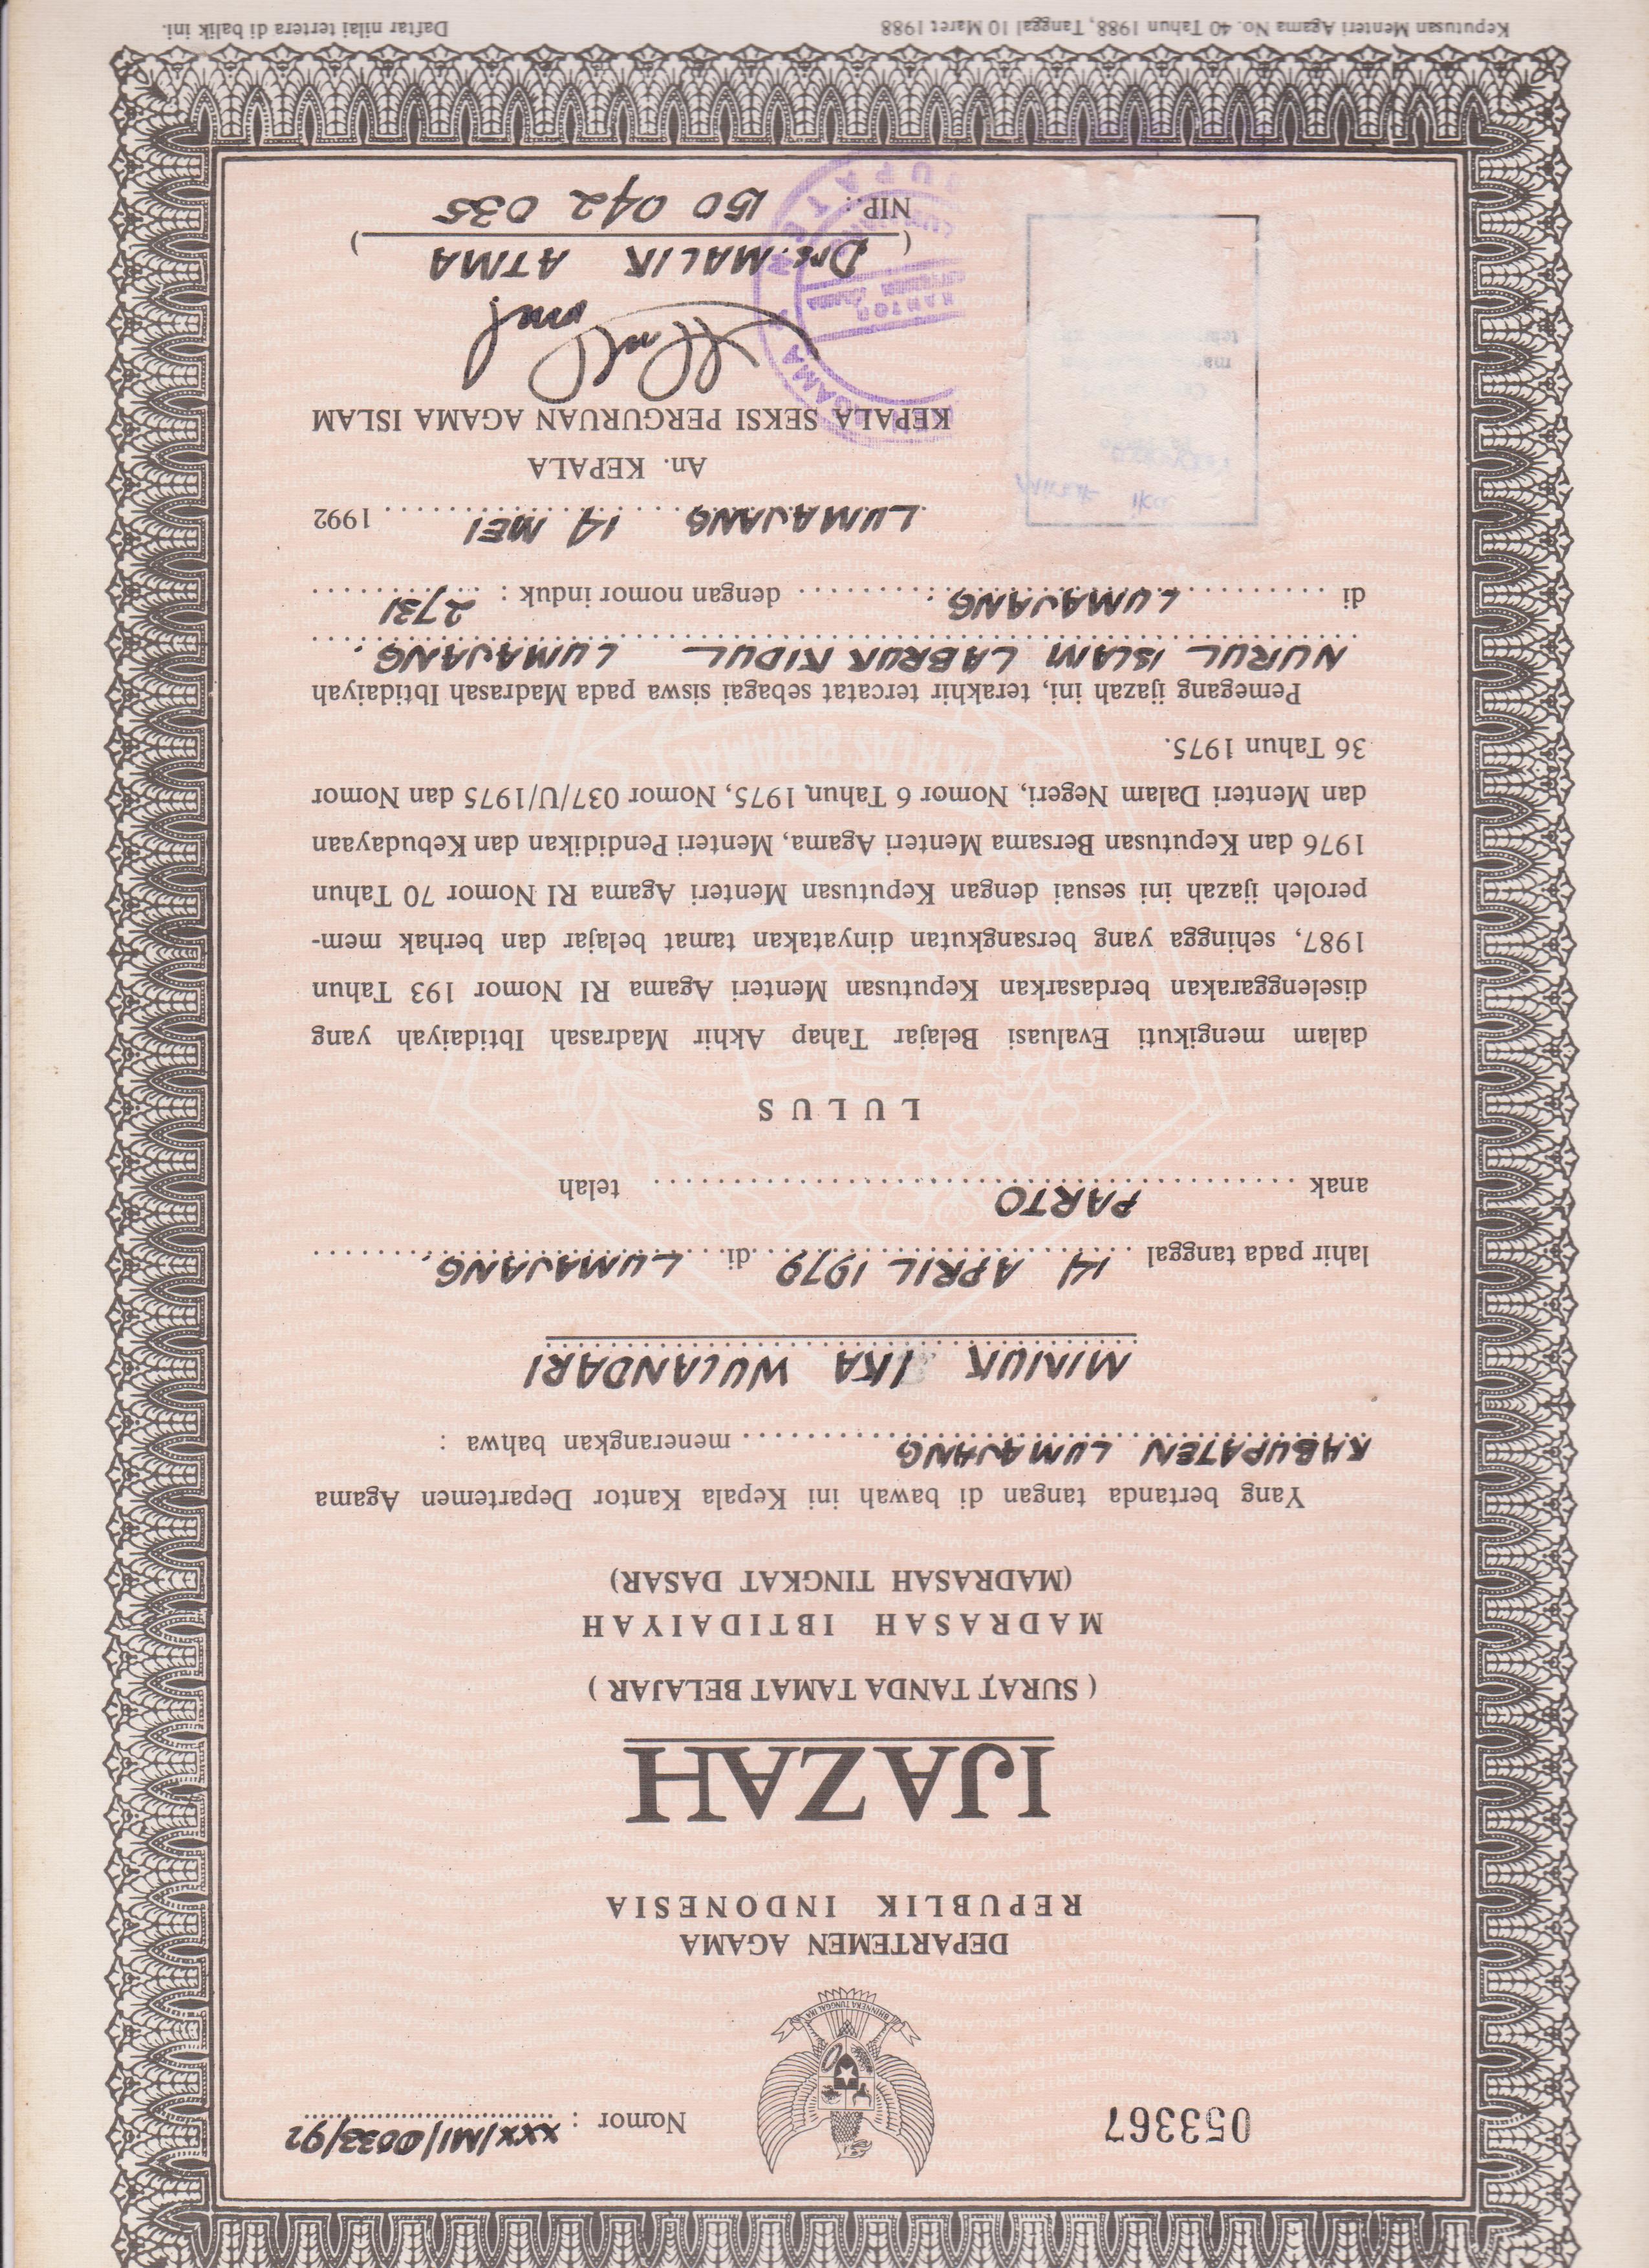 053367
Nomor : XXX/MI/0033/92
BHINNEKA TUNGGAL IKA
DEPARTEMEN AGAMA
REPUBLIK INDONESIA
IJAZAH
( SURAT TANDA TAMAT BELAJAR )
MADRASAH IBTIDAIYAH
(MADRASAH TINGKAT DASAR)
Yang bertanda tangan di bawah ini Kepala Kantor Departemen Agama
KABUPATEN LUMAJANG menerangkan bahwa :
MINIUK IKA WULANDARI
lahir pada tanggal 14 APRIL 1979 di LUMAJANG.
anak PARTO telah
LULUS
dalam mengikuti Evaluasi Belajar Tahap Akhir Madrasah Ibtidaiyah yang
diselenggarakan berdasarkan Keputusan Menteri Agama RI Nomor 193 Tahun
1987, sehingga yang bersangkutan dinyatakan tamat belajar dan berhak mem-
peroleh ijazah ini sesuai dengan Keputusan Menteri Agama RI Nomor 70 Tahun
1976 dan Keputusan Bersama Menteri Agama, Menteri Pendidikan dan Kebudayaan
dan Menteri Dalam Negeri, Nomor 6 Tahun 1975, Nomor 037/U/1975 dan Nomor
36 Tahun 1975.
Pemegang ijazah ini, terakhir tercatat sebagai siswa pada Madrasah Ibtidaiyah
NURUL ISLAM LABRUK KIDUL LUMAJANG.
di LUMAJANG. dengan nomor induk : 2731
LUMAJANG 14 MEI 1992
An. KEPALA
KEPALA SEKSI PERGURUAN AGAMA ISLAM
(Drs. MALIK ATMA)
NIP.: 150 042 035
Keputusan Menteri Agama No. 40 Tahun 1988, Tanggal 10 Maret 1988
Daftar nilai tertera di balik ini.